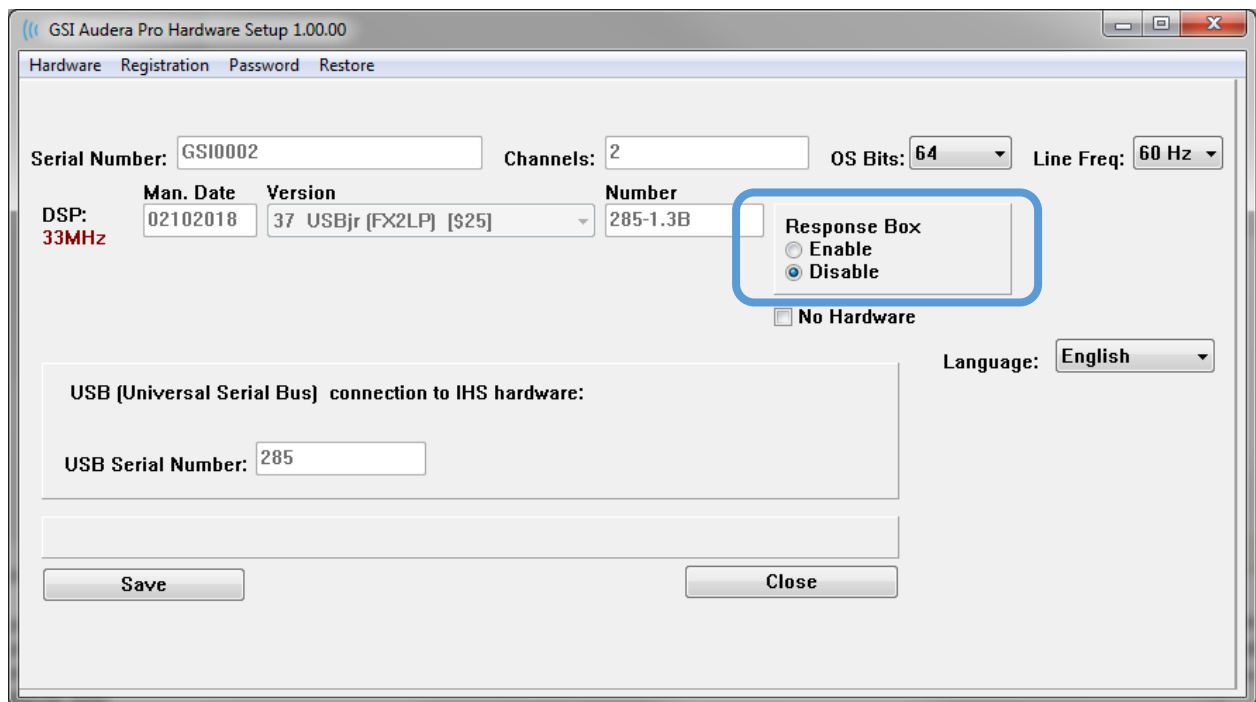 GSI Audera Pro Hardware Setup 1.00.00
Hardware Registration Password Restore
Serial Number: GSI0002 Channels: 2 OS Bits: 64 Line Freq: 60 Hz
Man. Date Version Number
DSP: 02102018 37 USBjr (FX2LP) [$25] 285-1.3B
33MHz
Response Box
Enable
Disable
No Hardware
Language: English
USB (Universal Serial Bus) connection to IHS hardware:
USB Serial Number: 285
Save Close